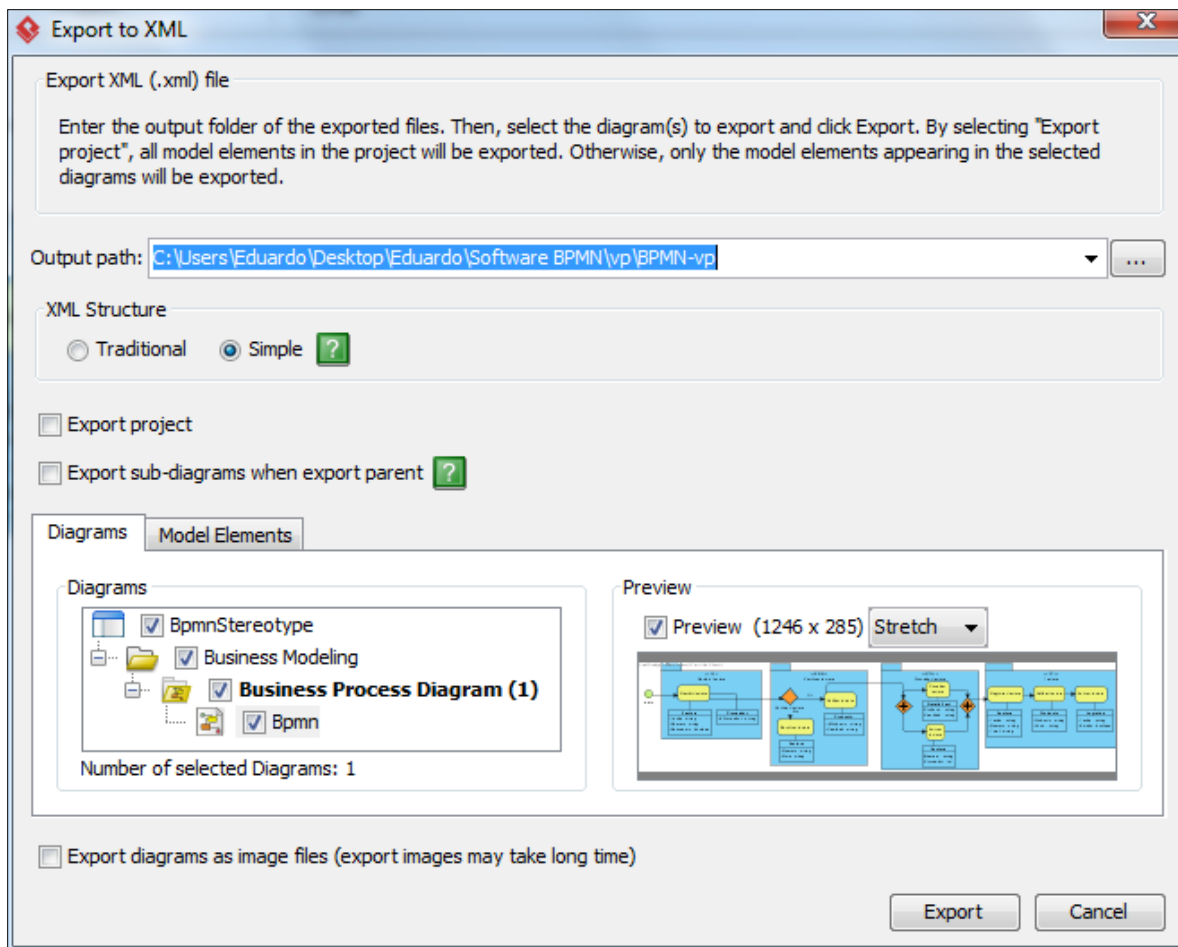 Export to XML
Export XML (.xml) file
Enter the output folder of the exported files. Then, select the diagram(s) to export and click Export. By selecting "Export
project", all model elements in the project will be exported. Otherwise, only the model elements appearing in the selected
diagrams will be exported.
Output path: C:\Users\Eduardo\Desktop\Eduardo\Software BPMN\vp\BPMN-vp ...
XML Structure
Traditional Simple ?
Export project
Export sub-diagrams when export parent ?
Diagrams Model Elements
Diagrams
BpmnStereotype
Business Modeling
Business Process Diagram (1)
Bpmn
Number of selected Diagrams: 1
Preview
Preview (1246 x 285) Stretch
Export diagrams as image files (export images may take long time)
Export Cancel